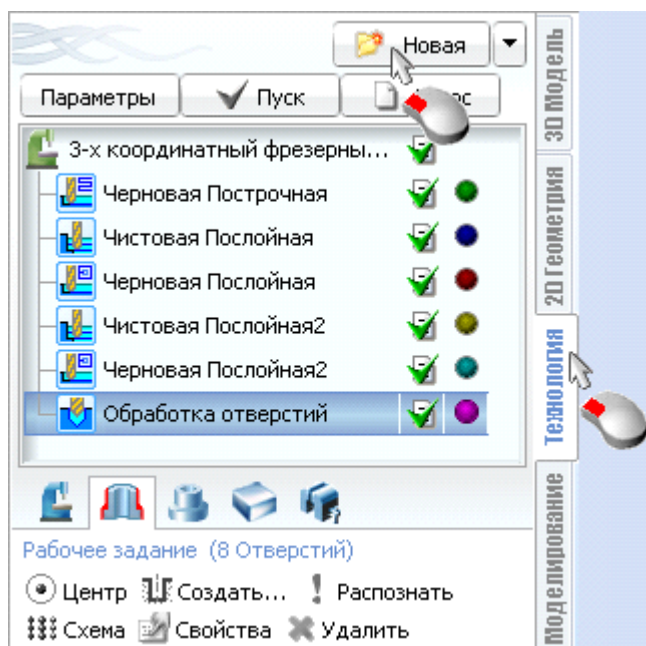 Новая
Параметры
Пуск
ос
3-х координатный фрезерны...
Черновая Построчная
Чистовая Послойная
Черновая Послойная
Чистовая Послойная2
Черновая Послойная2
Обработка отверстий
Рабочее задание (8 Отверстий)
Центр Создать... Распознать
Схема Свойства Удалить
3D Модель
2D Геометрия
Технология
Моделирование